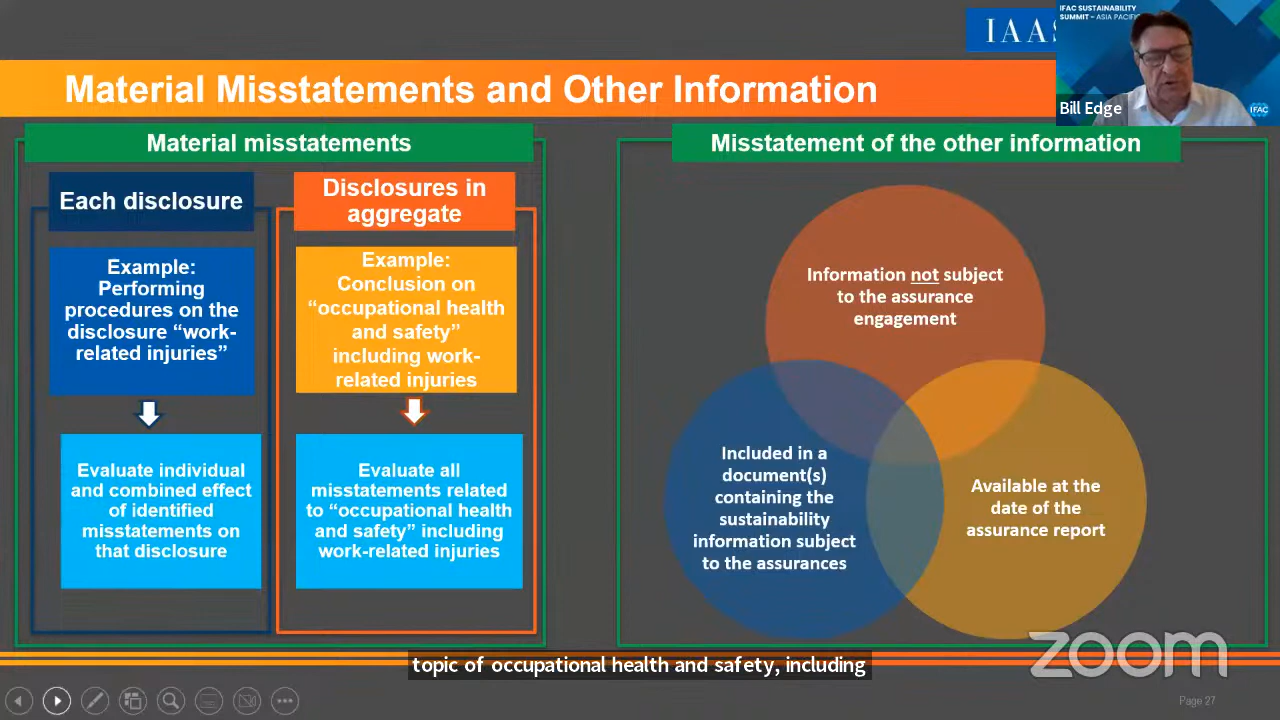 IFAC SUSTAINABILITY
SUMMIT – ASIA PACIFIC
IAAS
Bill Edge
IFAC
Material Misstatements and Other Information
Material misstatements
Each disclosure
Example:
Performing
procedures on the
disclosure “work-
related injuries”
Evaluate individual
and combined effect
of identified
misstatements on
that disclosure
Disclosures in
aggregate
Example:
Conclusion on
“occupational health
and safety”
including work-
related injuries
Evaluate all
misstatements related
to “occupational health
and safety” including
work-related injuries
Misstatement of the other information
Information not subject
to the assurance
engagement
Included in a
document(s)
containing the
sustainability
information subject
to the assurances
Available at the
date of the
assurance report
topic of occupational health and safety, including
zoom
Page 27